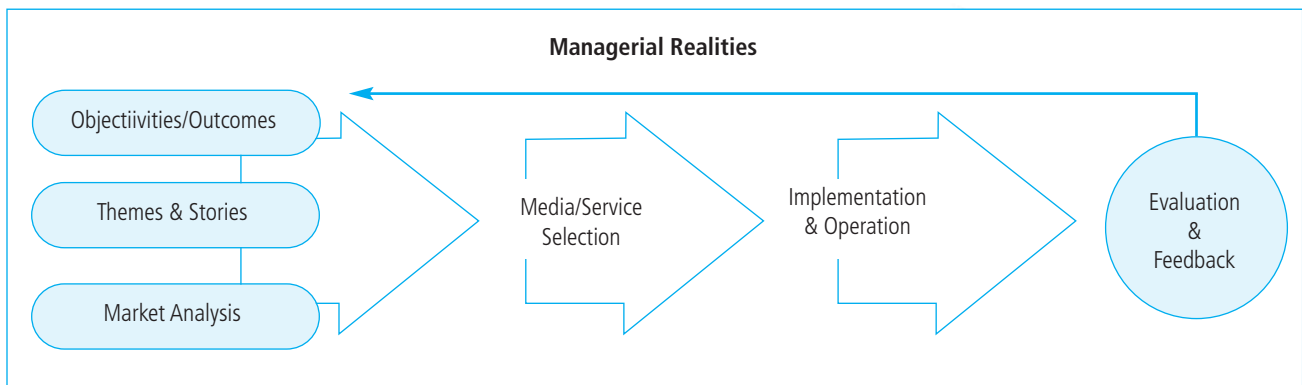 Managerial Realities
Objectiivities/Outcomes
Themes & Stories
Market Analysis
Media/Service
Selection
Implementation
& Operation
Evaluation
&
Feedback